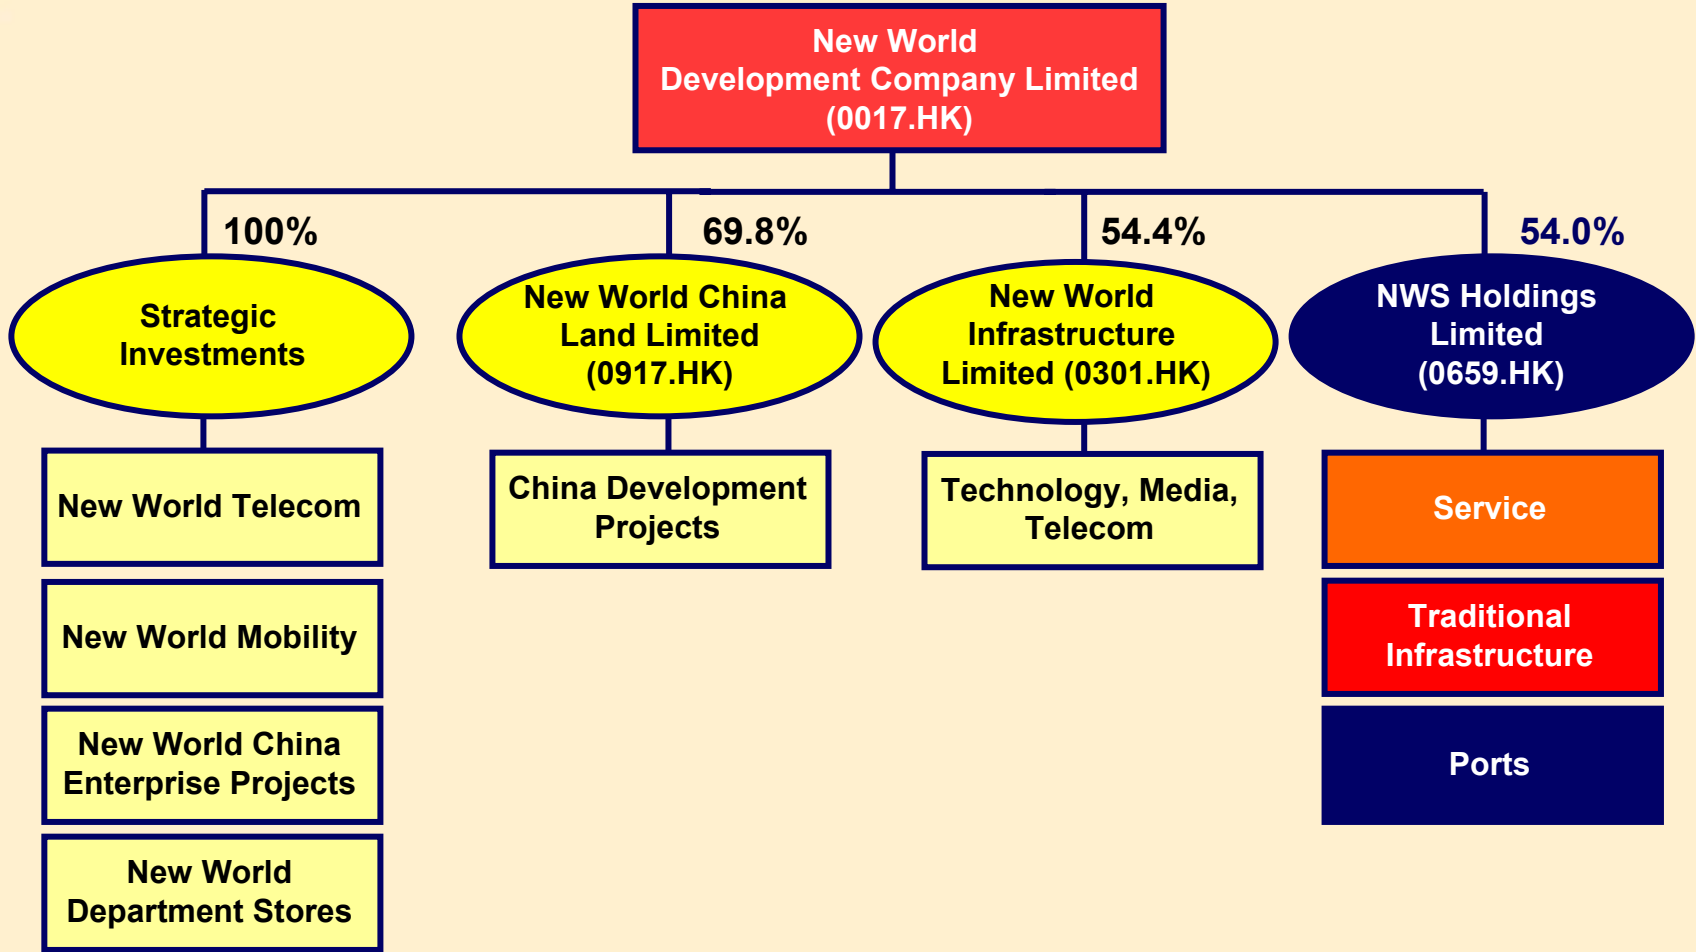 New World
Development Company Limited
(0017.HK)
100%
69.8%
54.4%
54.0%
Strategic
Investments
New World China
Land Limited
(0917.HK)
New World
Infrastructure
Limited (0301.HK)
NWS Holdings
Limited
(0659.HK)
New World Telecom
New World Mobility
New World China
Enterprise Projects
New World
Department Stores
China Development
Projects
Technology, Media,
Telecom
Service
Traditional
Infrastructure
Ports